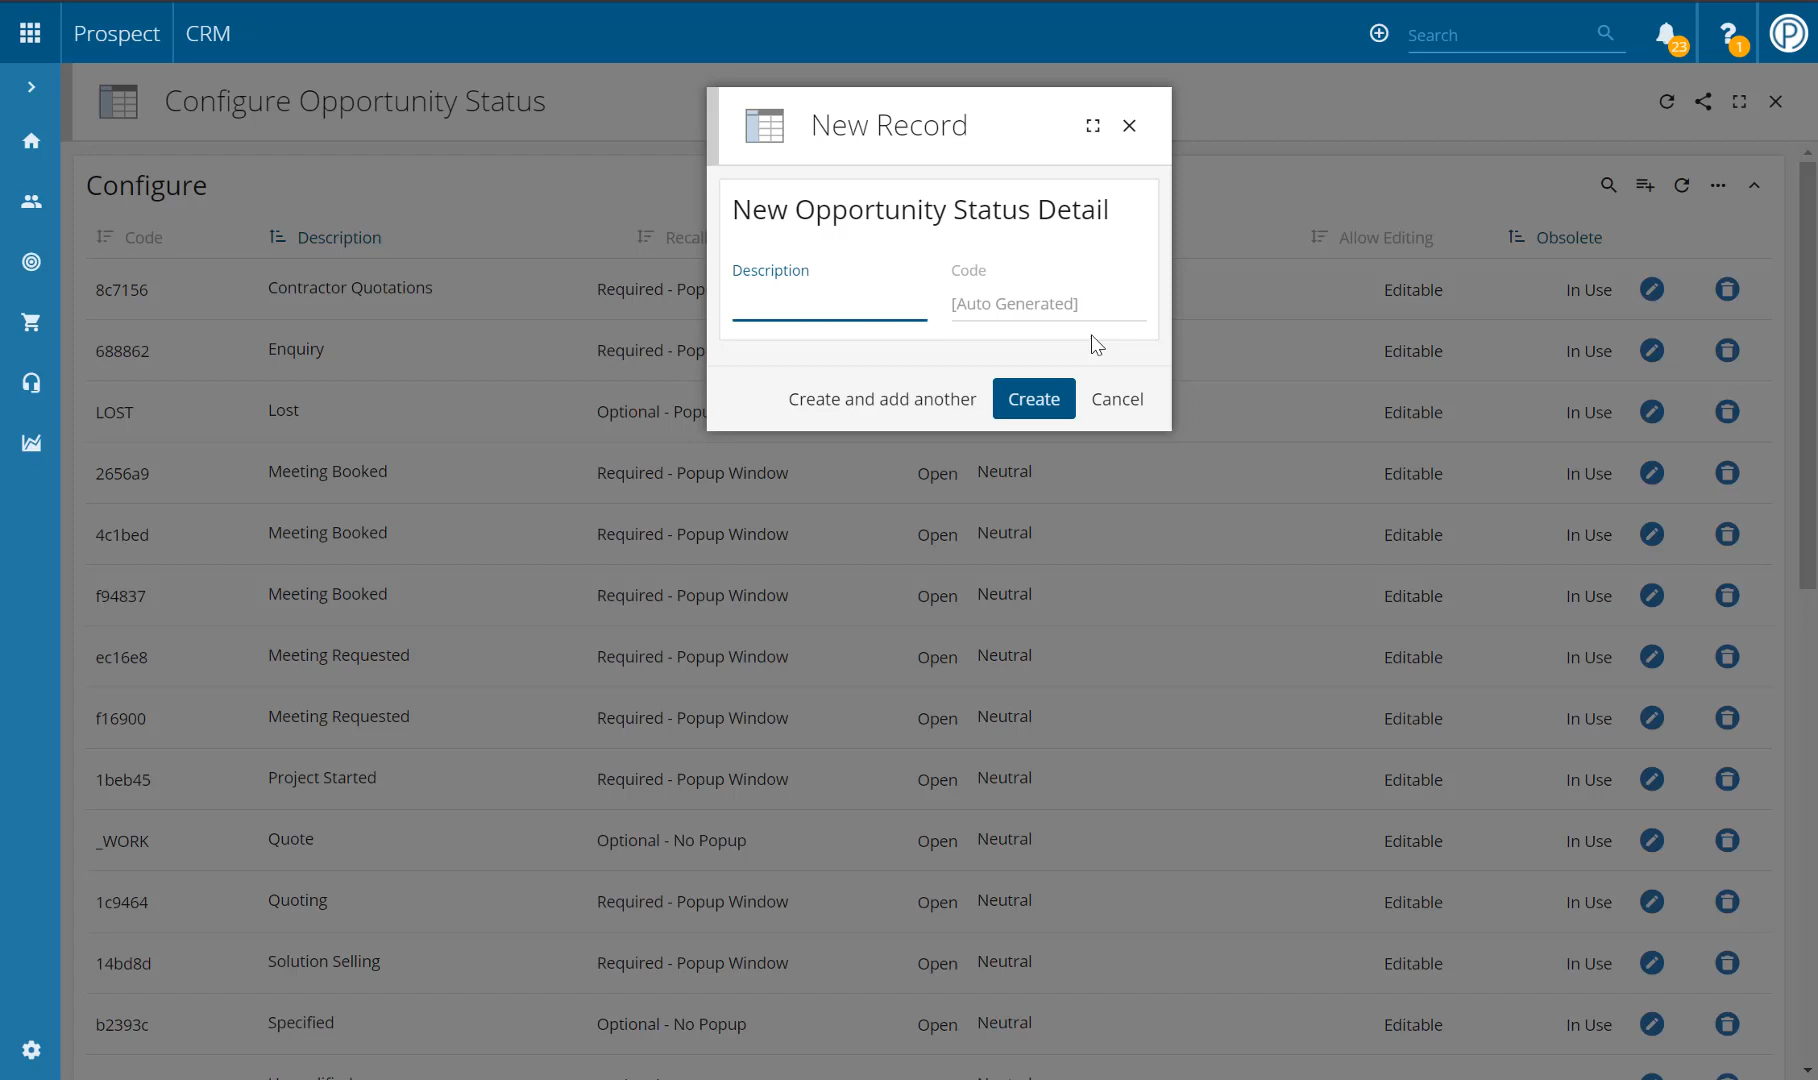 Prospect CRM Search 23 ? 1 P
Configure Opportunity Status
New Record
Configure
New Opportunity Status Detail
Code Description Recall Allow Editing Obsolete
Description Code
[Auto Generated]
Create and add another Create Cancel
8c7156 Contractor Quotations Required - Pop Editable In Use
688862 Enquiry Required - Pop Editable In Use
LOST Lost Optional - Popu Editable In Use
2656a9 Meeting Booked Required - Popup Window Open Neutral Editable In Use
4c1bed Meeting Booked Required - Popup Window Open Neutral Editable In Use
f94837 Meeting Booked Required - Popup Window Open Neutral Editable In Use
ec16e8 Meeting Requested Required - Popup Window Open Neutral Editable In Use
f16900 Meeting Requested Required - Popup Window Open Neutral Editable In Use
1beb45 Project Started Required - Popup Window Open Neutral Editable In Use
_WORK Quote Optional - No Popup Open Neutral Editable In Use
1c9464 Quoting Required - Popup Window Open Neutral Editable In Use
14bd8d Solution Selling Required - Popup Window Open Neutral Editable In Use
b2393c Specified Optional - No Popup Open Neutral Editable In Use